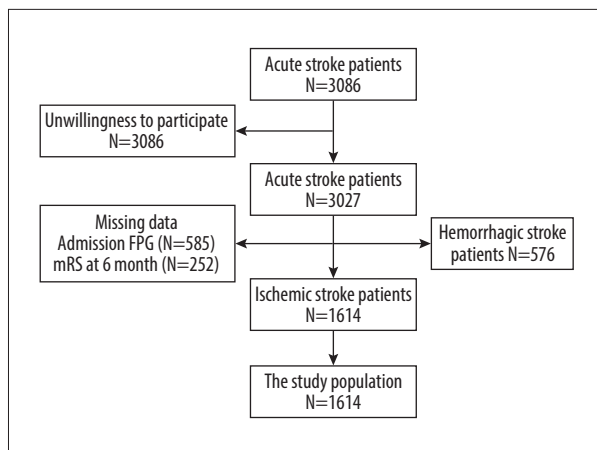 Acute stroke patients
N=3086
Unwillingness to participate
N=3086
Acute stroke patients
N=3027
Missing data
Admission FPG (N=585)
mRS at 6 month (N=252)
Hemorrhagic stroke
patients N=576
Ischemic stroke patients
N=1614
The study population
N=1614